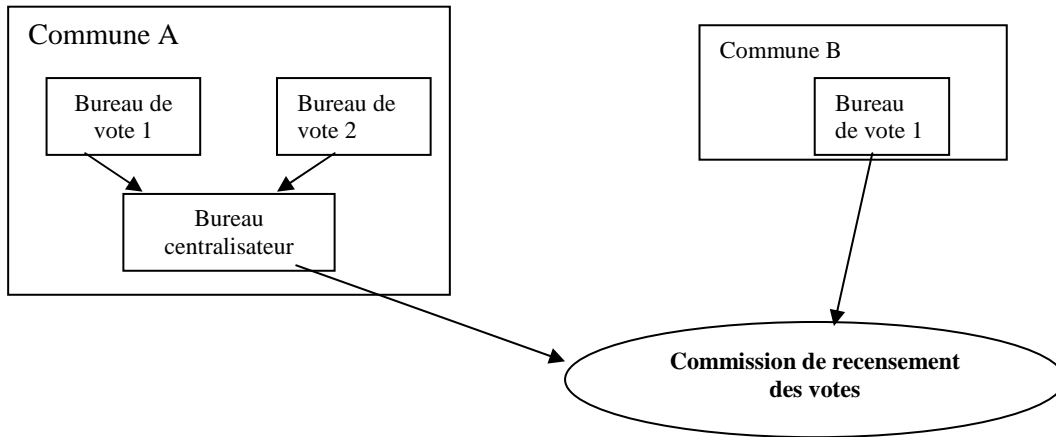 Commune A
Bureau de
vote 1
Bureau de
vote 2
Bureau
centralisateur
Commune B
Bureau
de vote 1
Commission de recensement
des votes